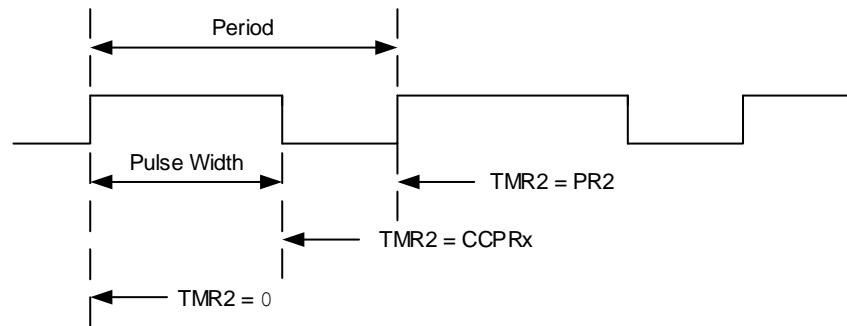 Period
Pulse Width
TMR2 = PR2
TMR2 = CCPRx
TMR2 = 0